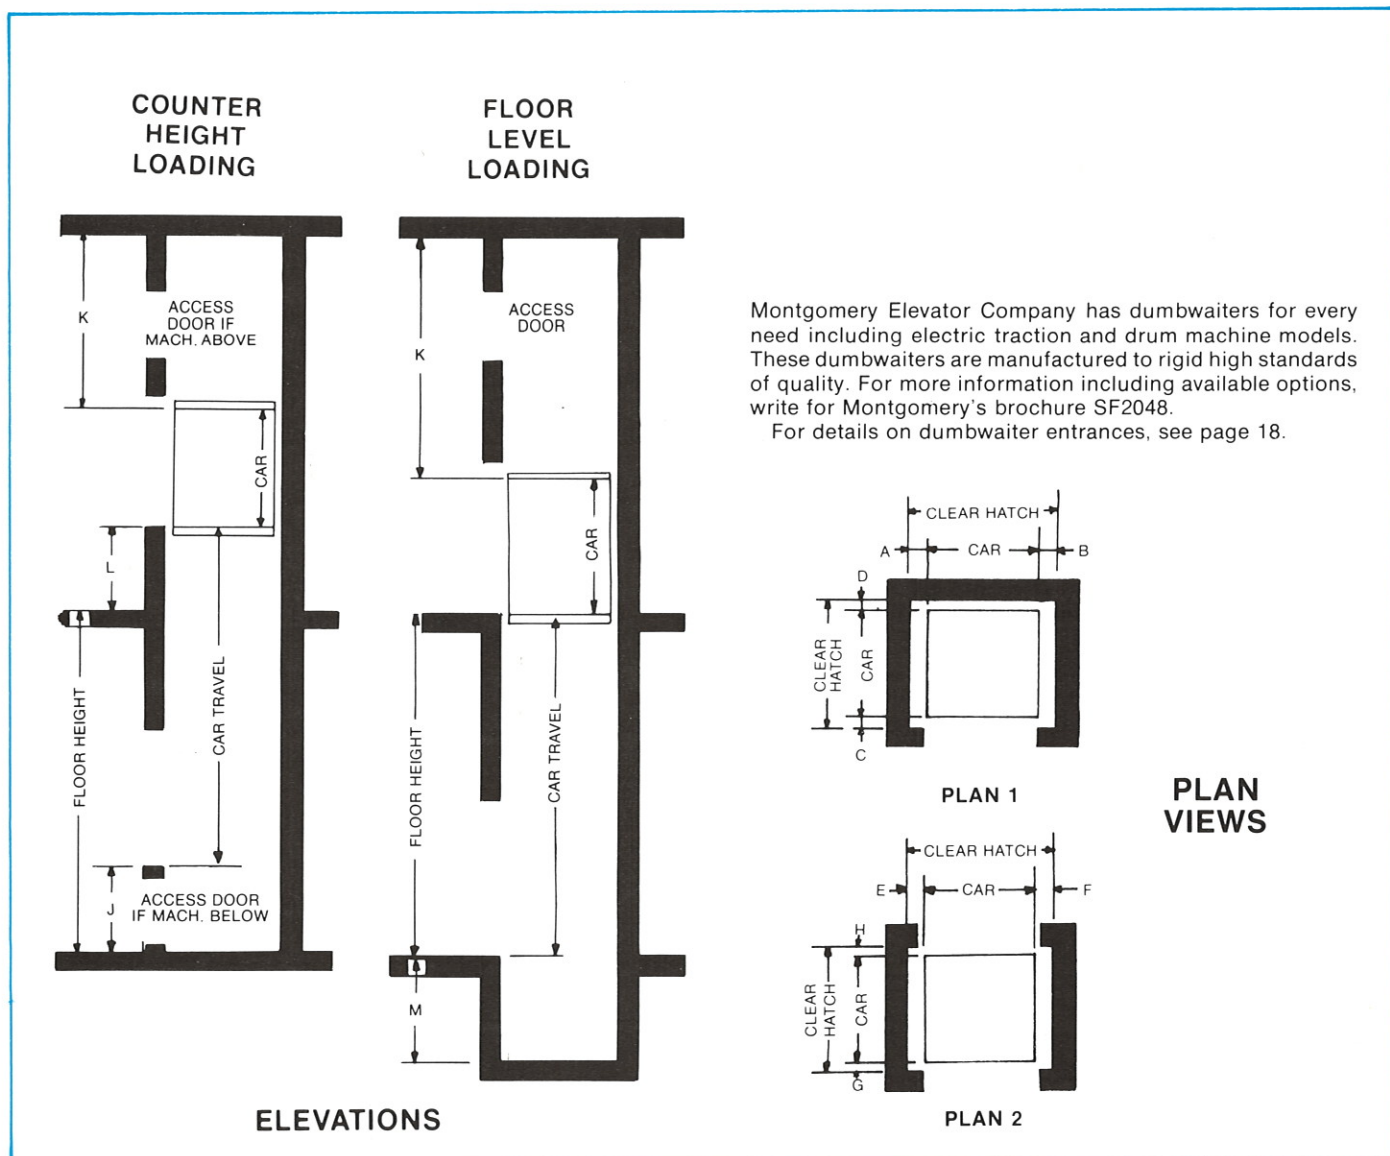 COUNTER
HEIGHT
LOADING
K
ACCESS
DOOR IF
MACH. ABOVE
CAR
L
FLOOR HEIGHT
CAR TRAVEL
J
ACCESS DOOR
IF MACH. BELOW
FLOOR
LEVEL
LOADING
K
ACCESS
DOOR
CAR
FLOOR HEIGHT
CAR TRAVEL
M
ELEVATIONS
Montgomery Elevator Company has dumbwaiters for every
need including electric traction and drum machine models.
These dumbwaiters are manufactured to rigid high standards
of quality. For more information including available options,
write for Montgomery's brochure SF2048.
For details on dumbwaiter entrances, see page 18.
CLEAR HATCH
A
CAR
B
D
CLEAR
HATCH
CAR
C
PLAN 1
PLAN
VIEWS
CLEAR HATCH
E
CAR
F
H
CLEAR
HATCH
CAR
G
PLAN 2